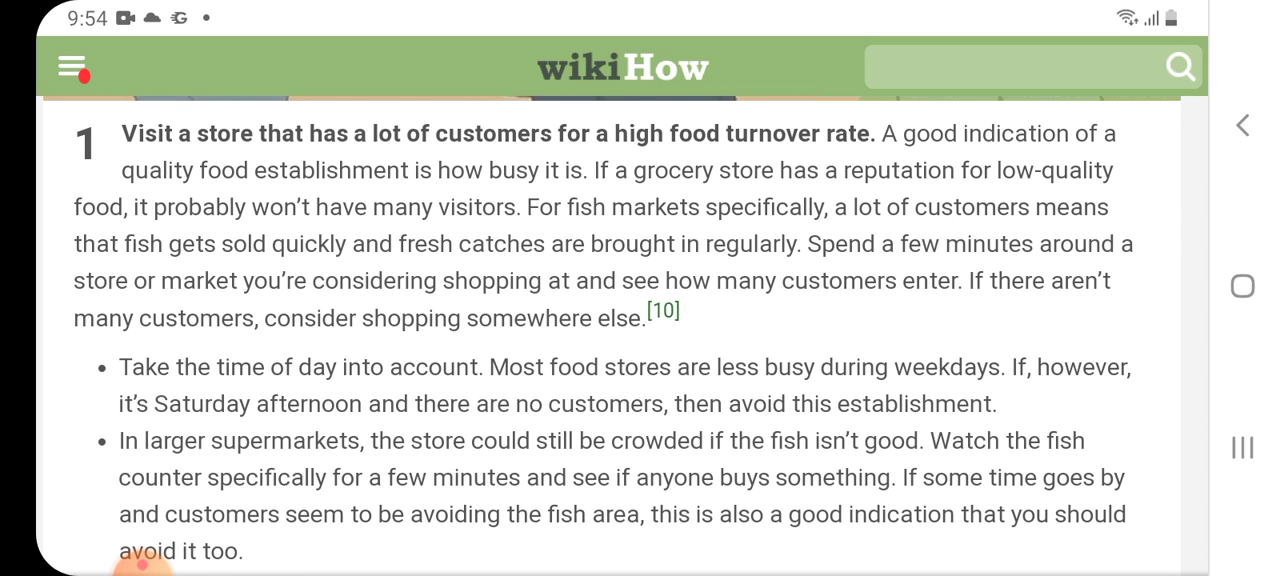 9:54
wikiHow
1 Visit a store that has a lot of customers for a high food turnover rate. A good indication of a
quality food establishment is how busy it is. If a grocery store has a reputation for low-quality
food, it probably won’t have many visitors. For fish markets specifically, a lot of customers means
that fish gets sold quickly and fresh catches are brought in regularly. Spend a few minutes around a
store or market you’re considering shopping at and see how many customers enter. If there aren’t
many customers, consider shopping somewhere else.[10]
• Take the time of day into account. Most food stores are less busy during weekdays. If, however,
it’s Saturday afternoon and there are no customers, then avoid this establishment.
• In larger supermarkets, the store could still be crowded if the fish isn’t good. Watch the fish
counter specifically for a few minutes and see if anyone buys something. If some time goes by
and customers seem to be avoiding the fish area, this is also a good indication that you should
avoid it too.